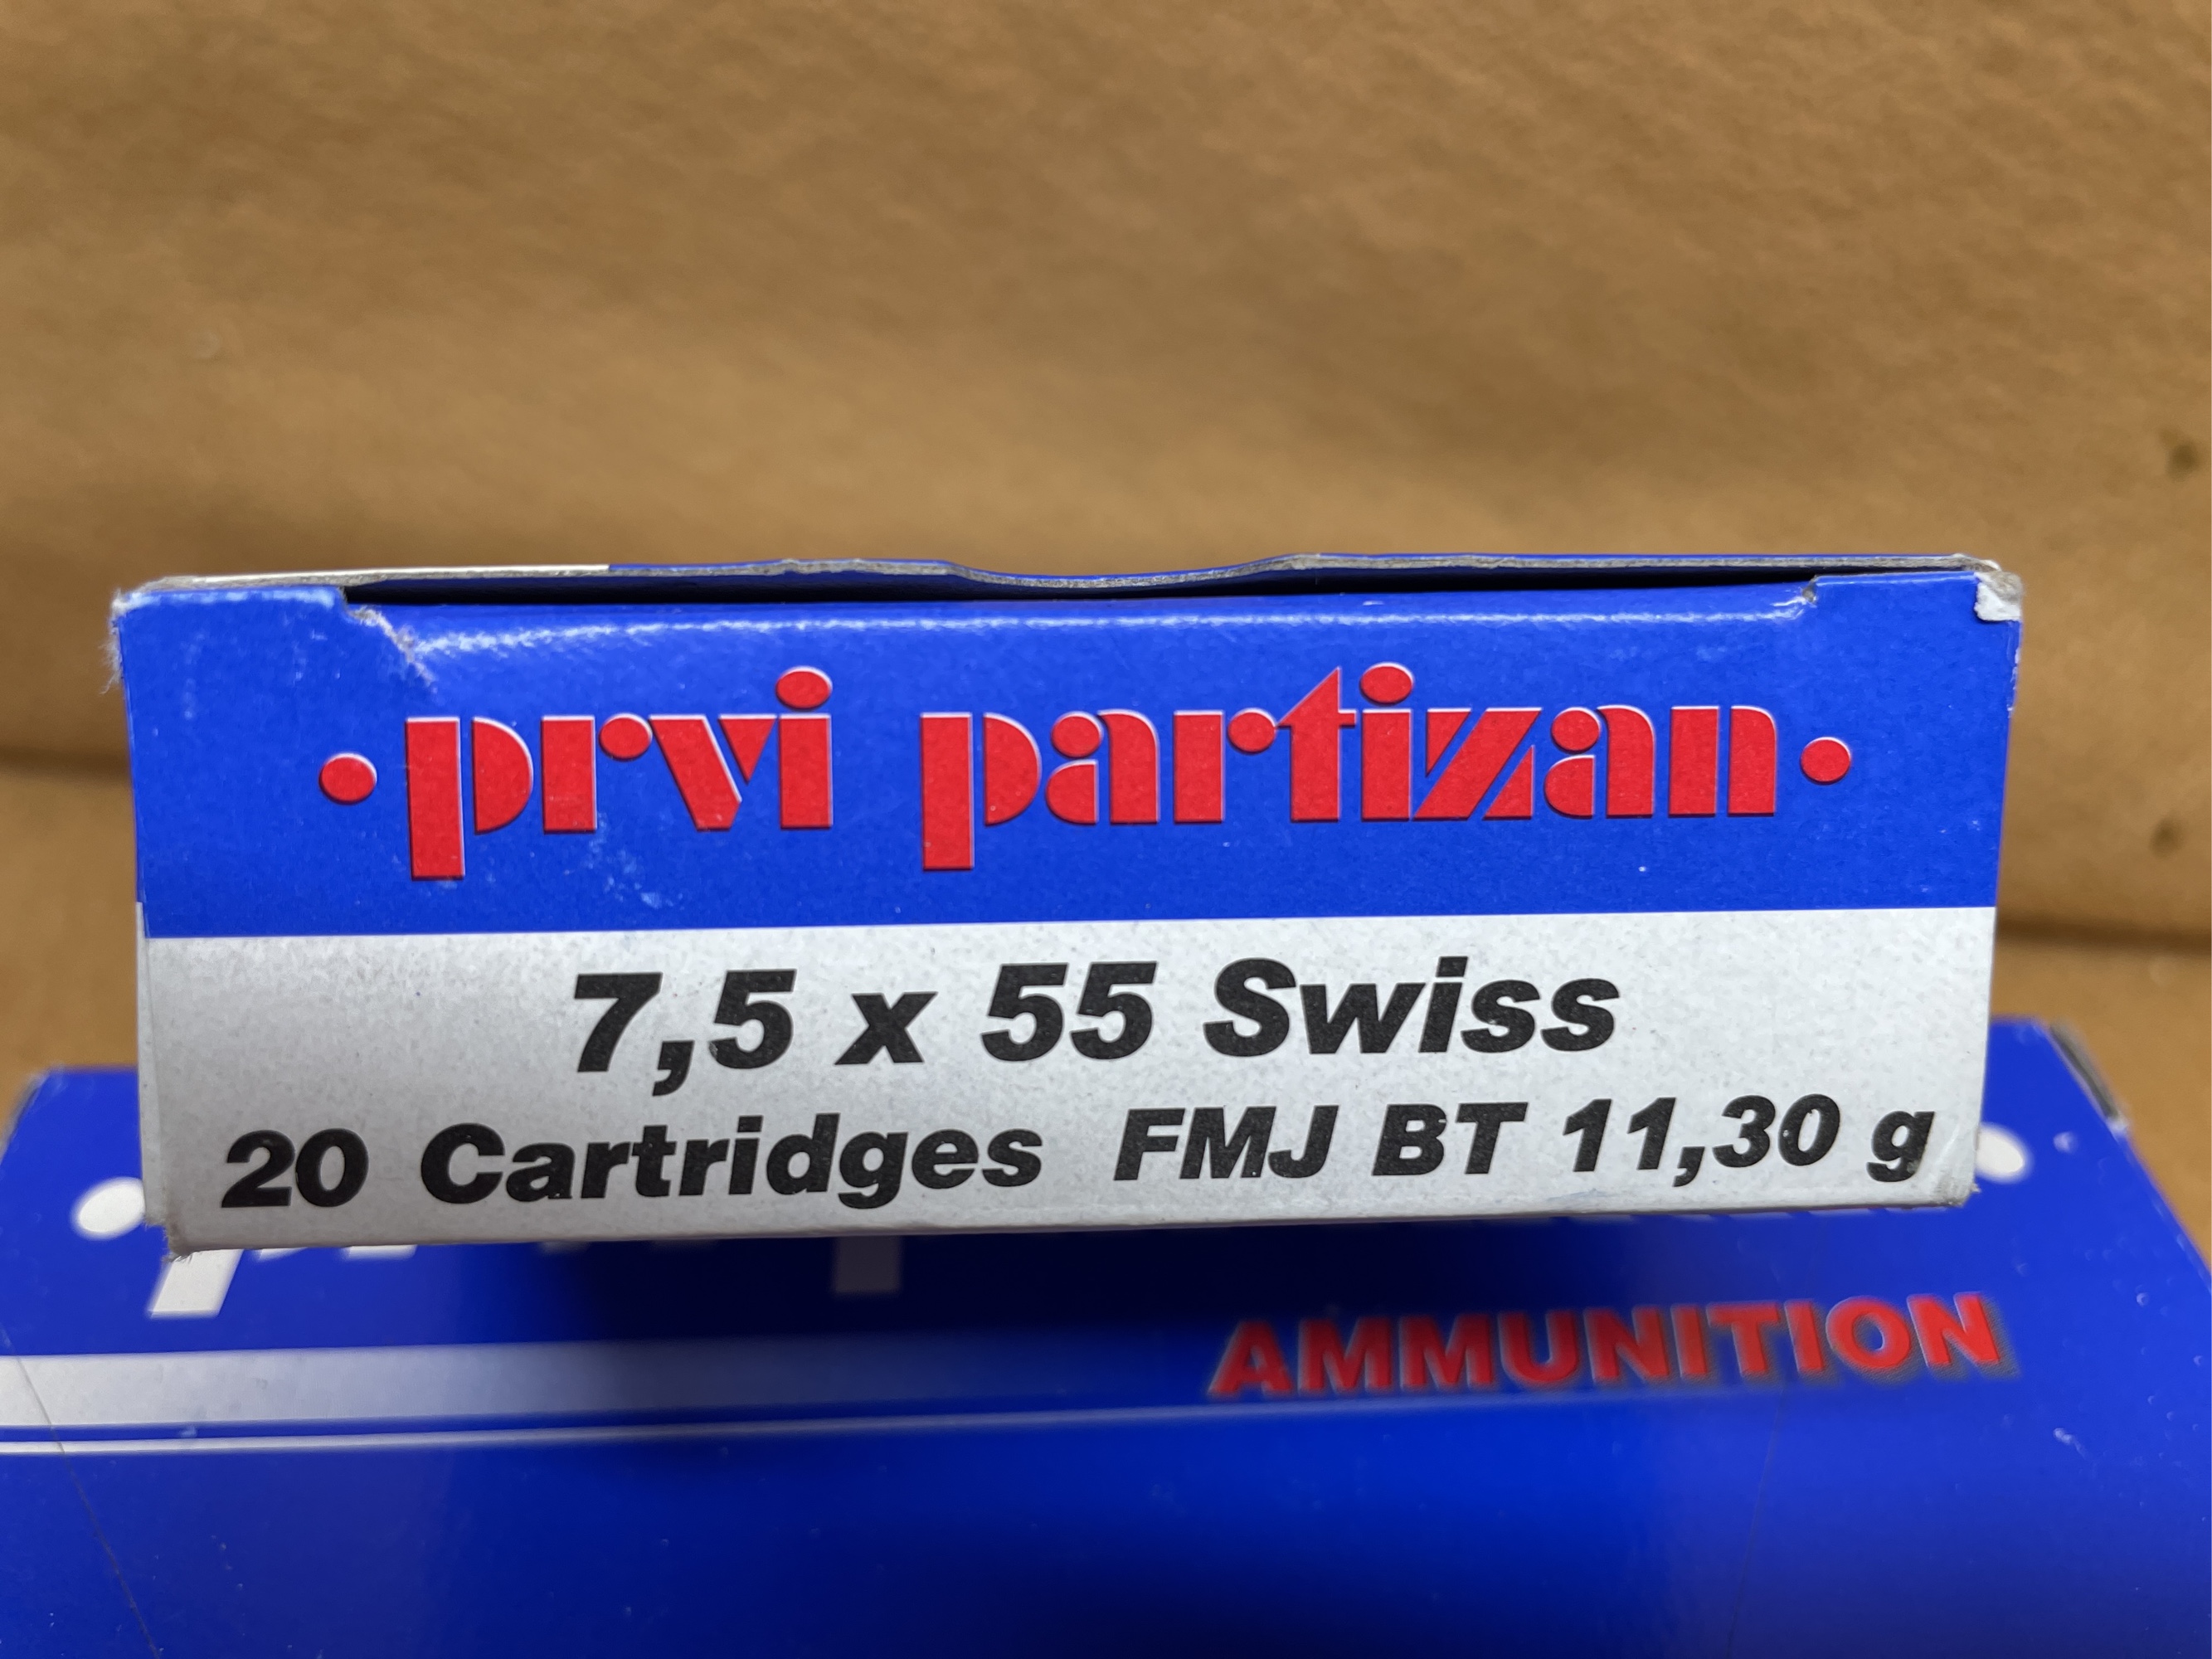 •prvi partizan•
7,5 x 55 Swiss
20 Cartridges FMJ BT 11,30 g
AMMUNITION